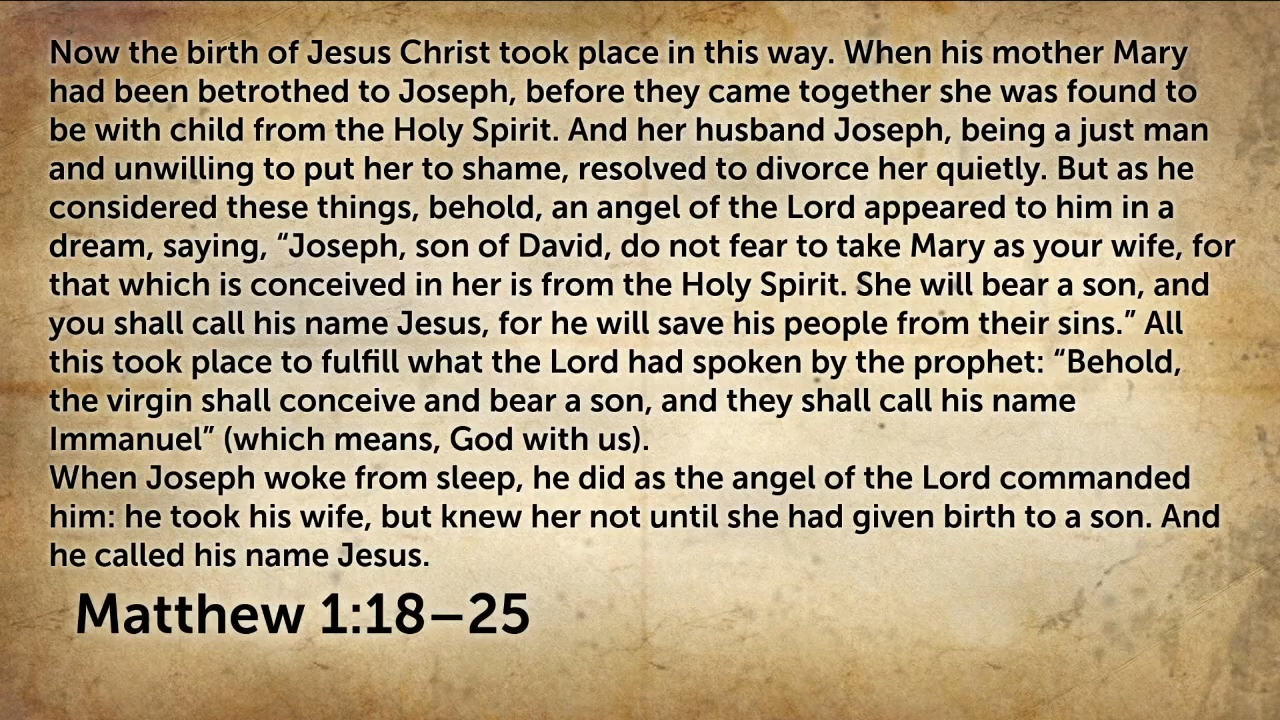 Now the birth of Jesus Christ took place in this way. When his mother Mary
had been betrothed to Joseph, before they came together she was found to
be with child from the Holy Spirit. And her husband Joseph, being a just man
and unwilling to put her to shame, resolved to divorce her quietly. But as he
considered these things, behold, an angel of the Lord appeared to him in a
dream, saying, “Joseph, son of David, do not fear to take Mary as your wife, for
that which is conceived in her is from the Holy Spirit. She will bear a son, and
you shall call his name Jesus, for he will save his people from their sins.” All
this took place to fulfill what the Lord had spoken by the prophet: “Behold,
the virgin shall conceive and bear a son, and they shall call his name
Immanuel” (which means, God with us).
When Joseph woke from sleep, he did as the angel of the Lord commanded
him: he took his wife, but knew her not until she had given birth to a son. And
he called his name Jesus.
Matthew 1:18–25